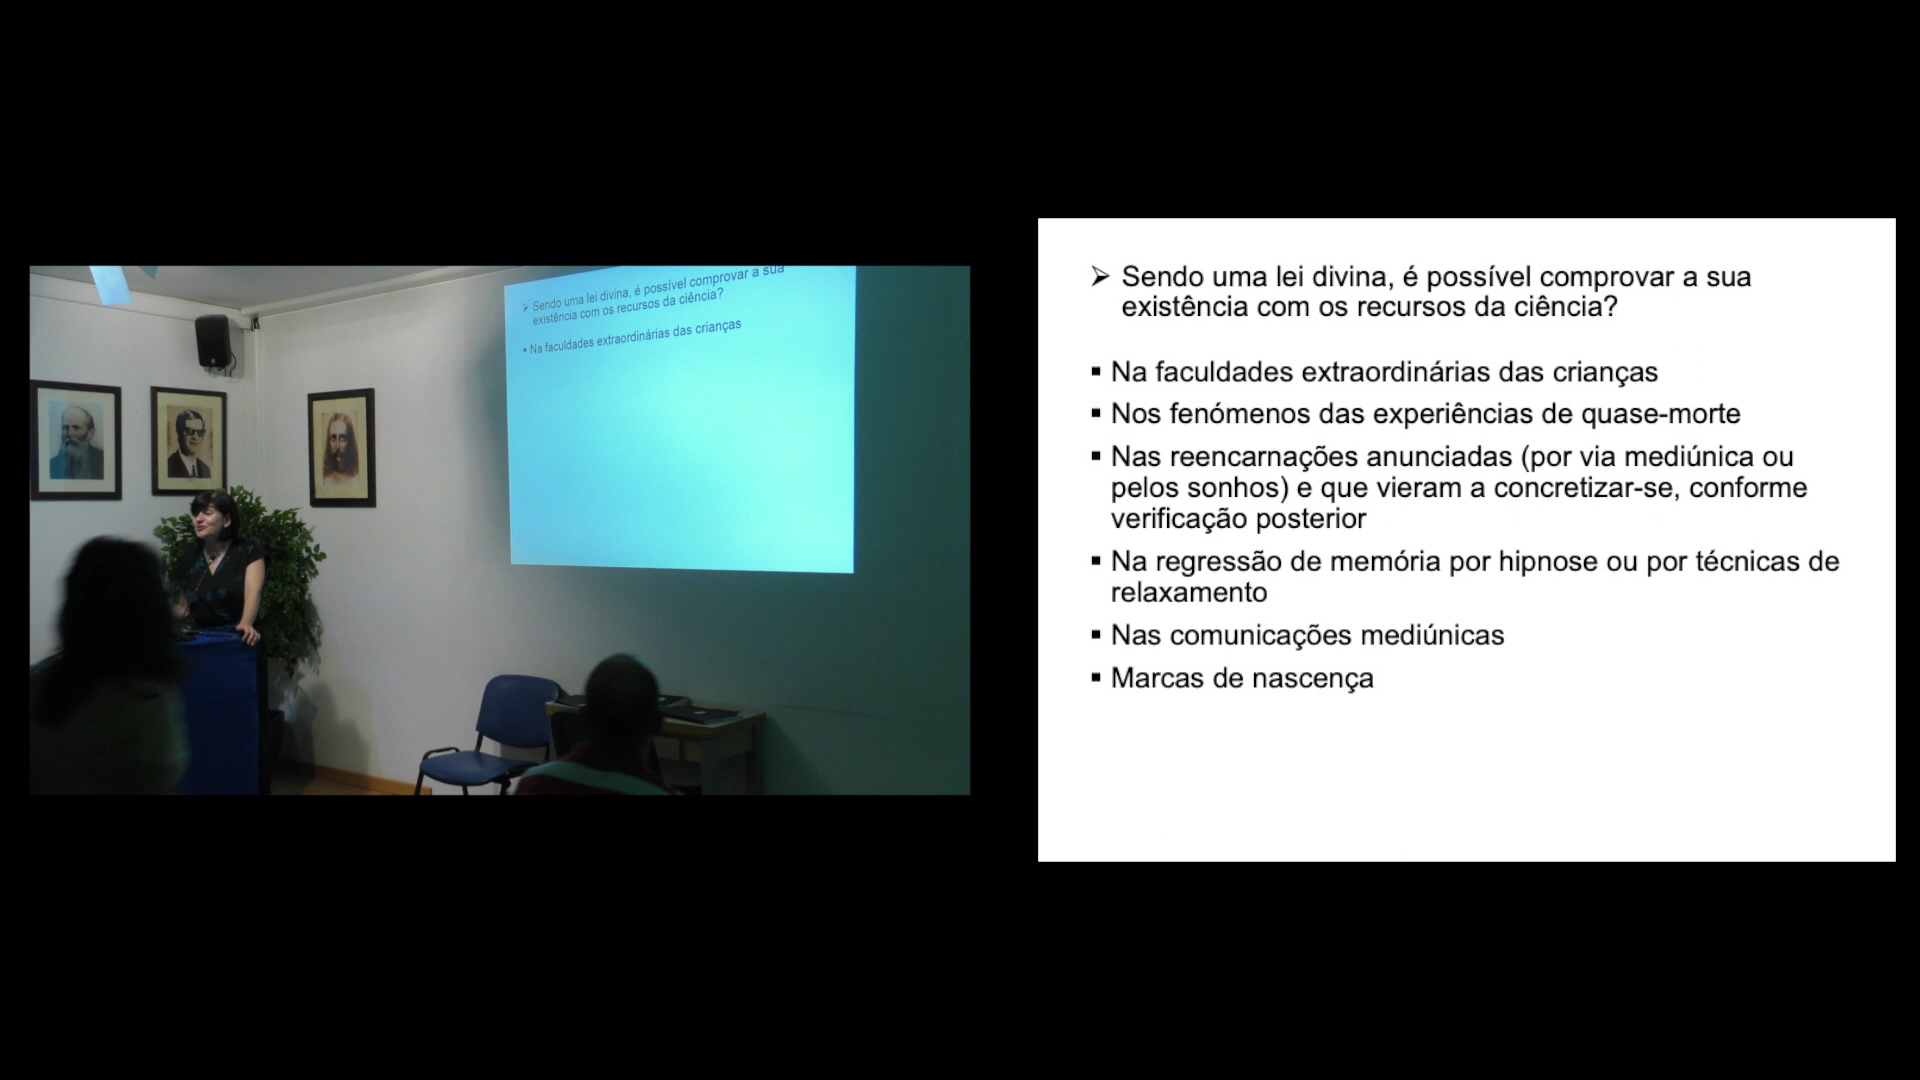 ➢ Sendo uma lei divina, é possível comprovar a sua
existência com os recursos da ciência?
▪ Na faculdades extraordinárias das crianças
➢ Sendo uma lei divina, é possível comprovar a sua
existência com os recursos da ciência?
▪ Na faculdades extraordinárias das crianças
▪ Nos fenómenos das experiências de quase-morte
▪ Nas reencarnações anunciadas (por via mediúnica ou
pelos sonhos) e que vieram a concretizar-se, conforme
verificação posterior
▪ Na regressão de memória por hipnose ou por técnicas de
relaxamento
▪ Nas comunicações mediúnicas
▪ Marcas de nascença